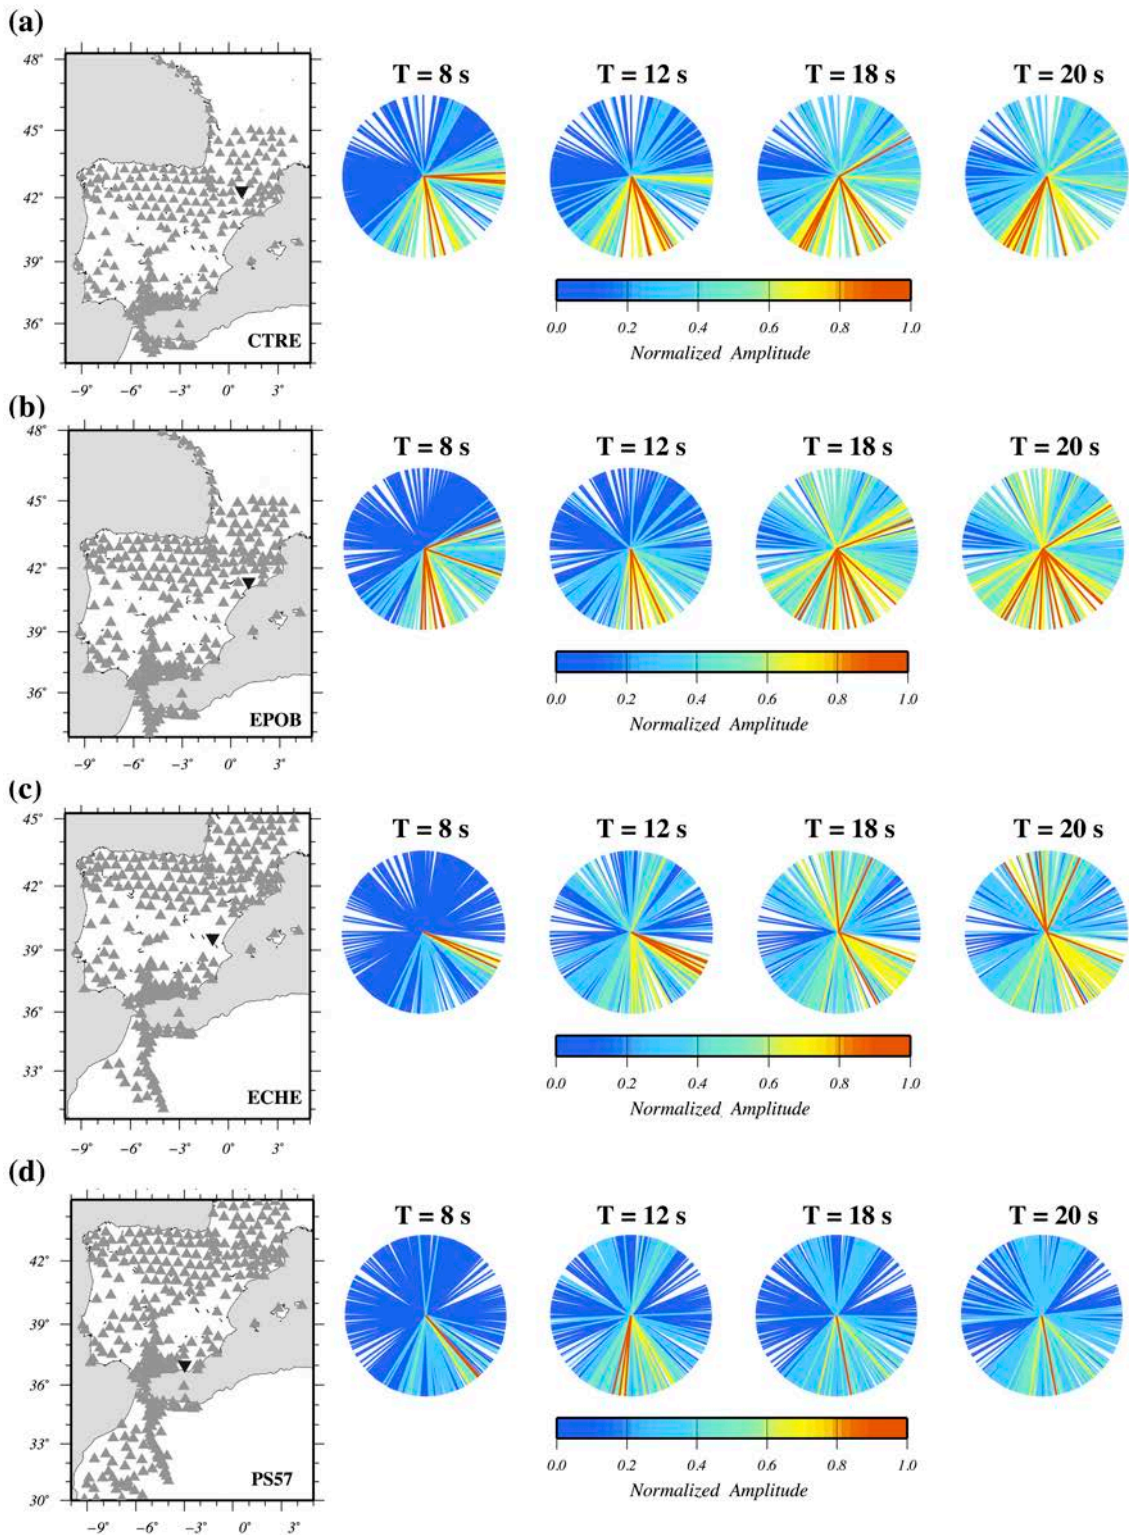 (a)
T = 8 s T = 12 s T = 18 s T = 20 s
48°
45°
42°
39°
36°
CTRE
−9° −6° −3° 0° 3°
0.0 0.2 0.4 0.6 0.8 1.0
Normalized Amplitude
(b)
T = 8 s T = 12 s T = 18 s T = 20 s
48°
45°
42°
39°
36°
EPOB
−9° −6° −3° 0° 3°
0.0 0.2 0.4 0.6 0.8 1.0
Normalized Amplitude
(c)
T = 8 s T = 12 s T = 18 s T = 20 s
45°
42°
39°
36°
33°
ECHE
−9° −6° −3° 0° 3°
0.0 0.2 0.4 0.6 0.8 1.0
Normalized Amplitude
(d)
T = 8 s T = 12 s T = 18 s T = 20 s
42°
39°
36°
33°
30°
PS57
−9° −6° −3° 0° 3°
0.0 0.2 0.4 0.6 0.8 1.0
Normalized Amplitude